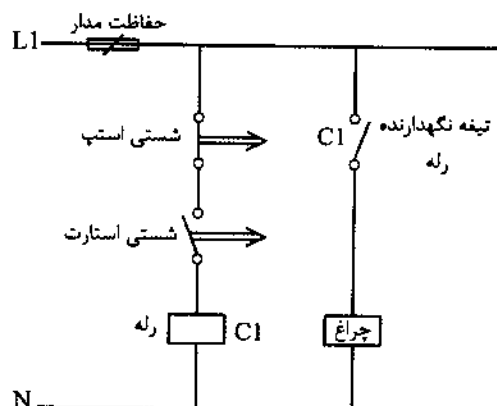 حفاظت مدار
L1
شستی استپ
C1
تیغه نگهدارنده
رله
شستی استارت
رله
C1
چراغ
N